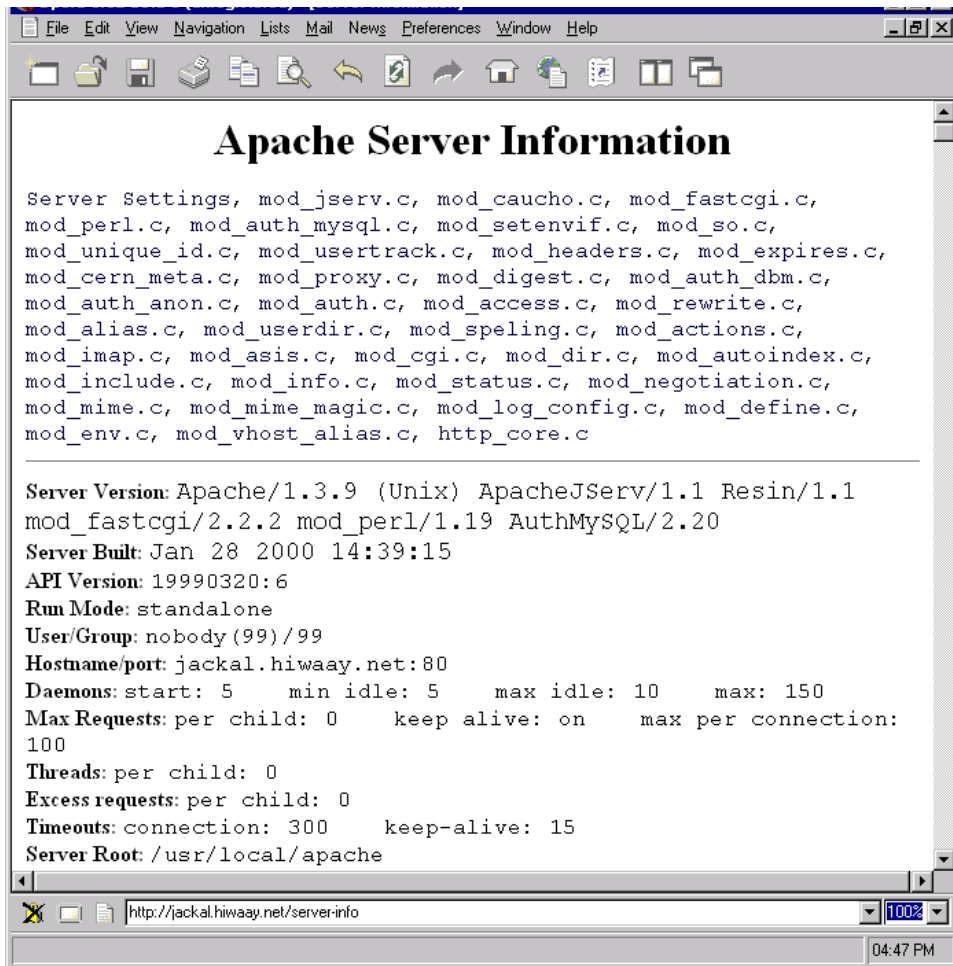 File Edit View Navigation Lists Mail News Preferences Window Help
Apache Server Information
Server Settings, mod_jserv.c, mod_caucho.c, mod_fastcgi.c,
mod_perl.c, mod_auth_mysql.c, mod_setenvif.c, mod_so.c,
mod_unique_id.c, mod_usertrack.c, mod_headers.c, mod_expires.c,
mod_cern_meta.c, mod_proxy.c, mod_digest.c, mod_auth_dbm.c,
mod_auth_anon.c, mod_auth.c, mod_access.c, mod_rewrite.c,
mod_alias.c, mod_userdir.c, mod_speling.c, mod_actions.c,
mod_imap.c, mod_asis.c, mod_cgi.c, mod_dir.c, mod_autoindex.c,
mod_include.c, mod_info.c, mod_status.c, mod_negotiation.c,
mod_mime.c, mod_mime_magic.c, mod_log_config.c, mod_define.c,
mod_env.c, mod_vhost_alias.c, http_core.c
Server Version: Apache/1.3.9 (Unix) ApacheJServ/1.1 Resin/1.1
mod_fastcgi/2.2.2 mod_perl/1.19 AuthMySQL/2.20
Server Built: Jan 28 2000 14:39:15
API Version: 19990320:6
Run Mode: standalone
User/Group: nobody(99)/99
Hostname/port: jackal.hiwaay.net:80
Daemons: start: 5 min idle: 5 max idle: 10 max: 150
Max Requests: per child: 0 keep alive: on max per connection:
100
Threads: per child: 0
Excess requests: per child: 0
Timeouts: connection: 300 keep-alive: 15
Server Root: /usr/local/apache
http://jackal.hiwaay.net/server-info 100%
04:47 PM